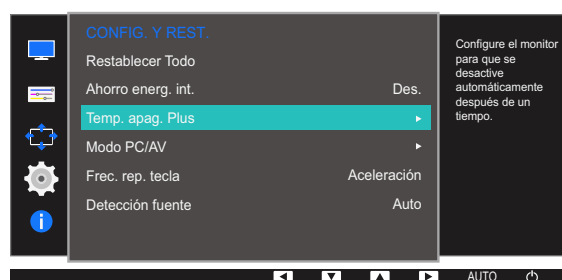 CONFIG. Y REST.
Restablecer Todo
Ahorro energ. int. Des.
Temp. apag. Plus
Modo PC/AV
Frec. rep. tecla Aceleración
Detección fuente Auto
Configure el monitor
para que se
desactive
automáticamente
después de un
tiempo.
AUTO